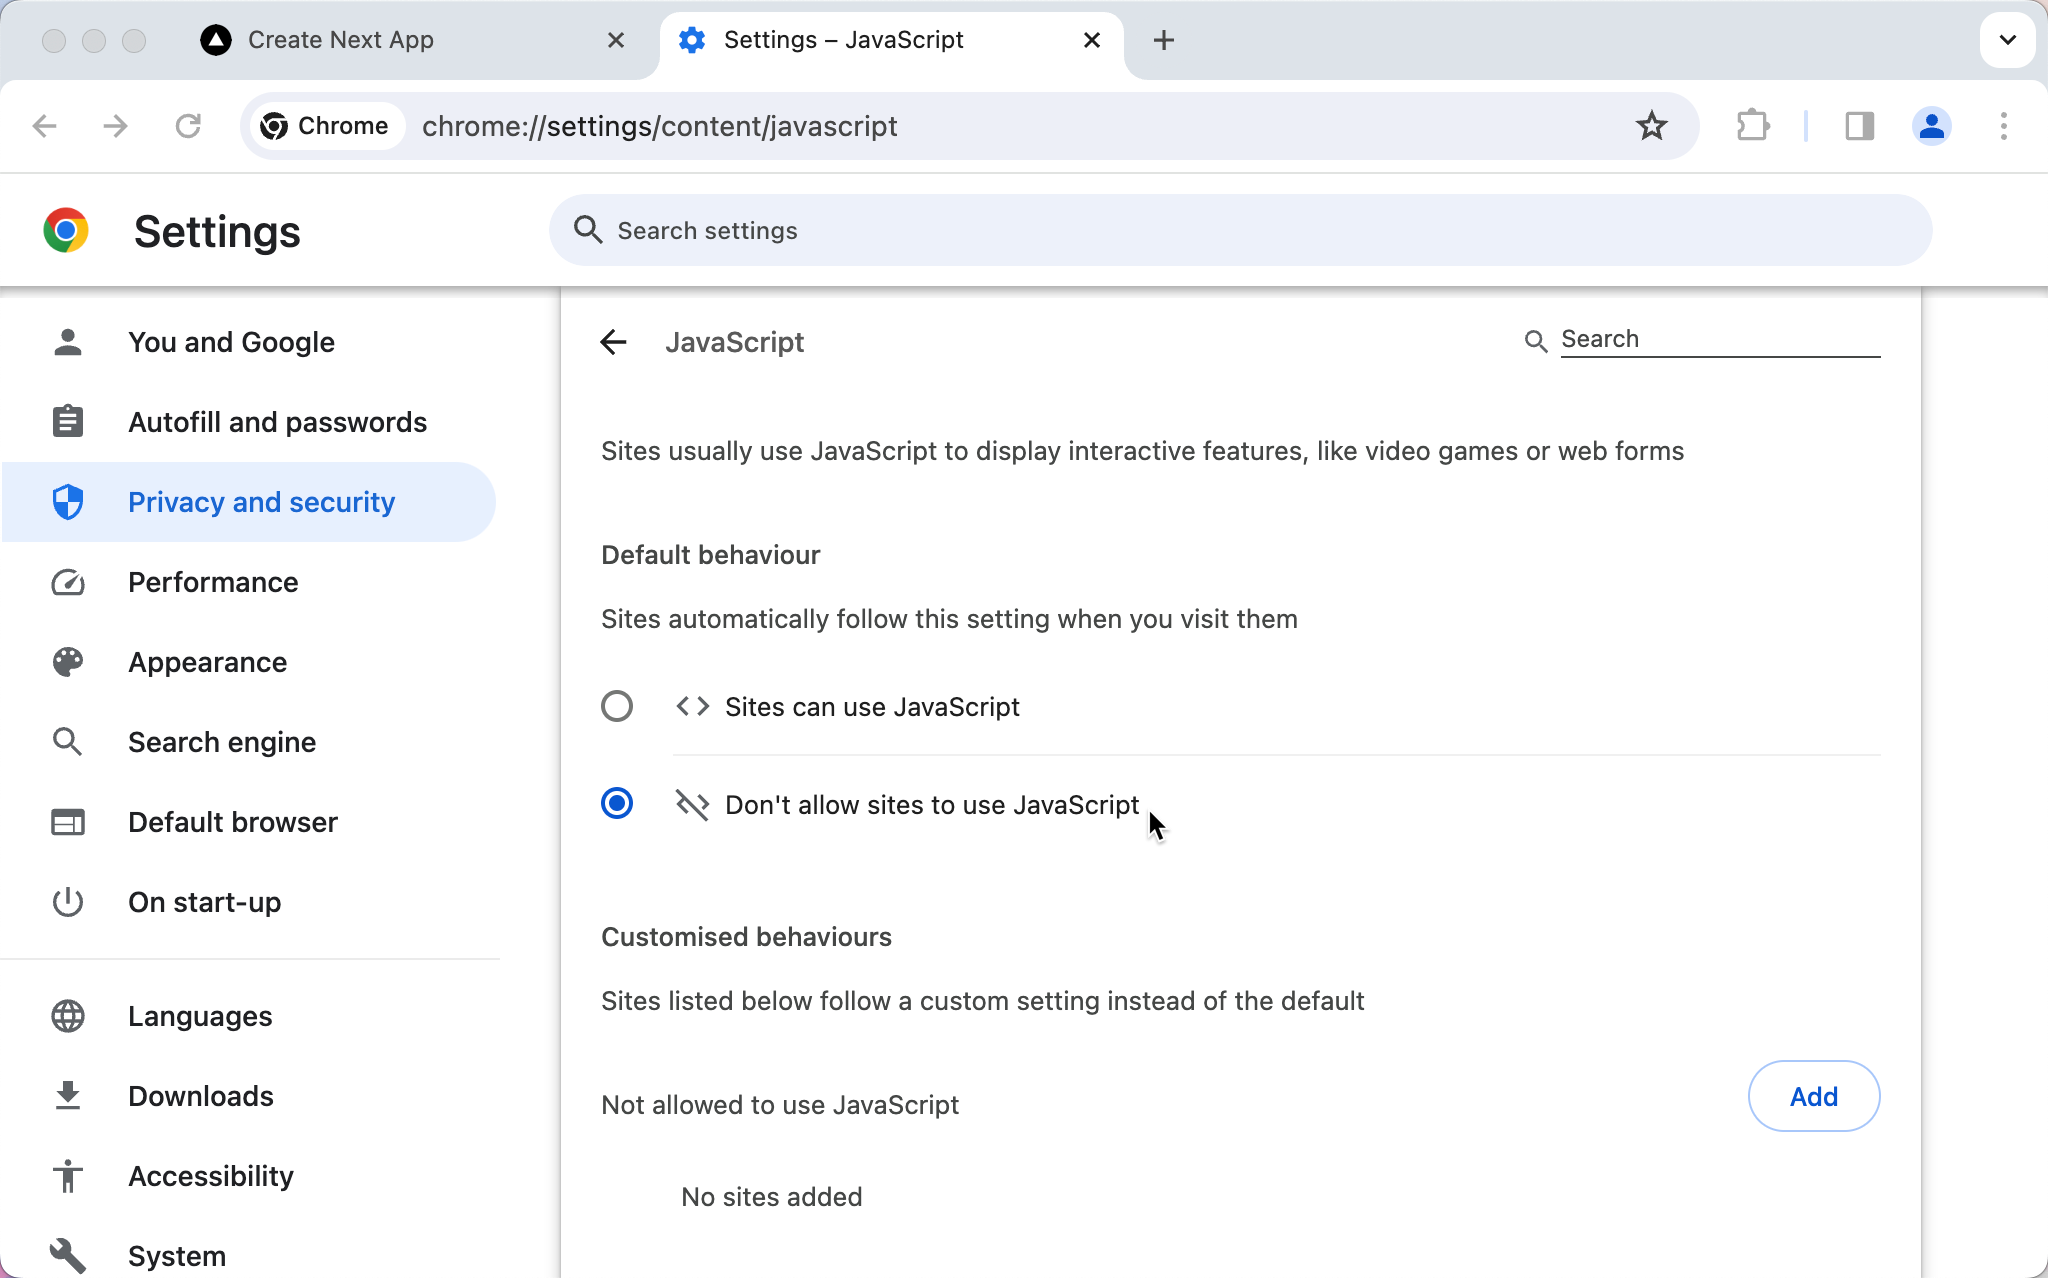 Create Next App
Settings – JavaScript
Chrome
chrome://settings/content/javascript
Settings
Search settings
You and Google
Autofill and passwords
Privacy and security
Performance
Appearance
Search engine
Default browser
On start-up
Languages
Downloads
Accessibility
System
JavaScript
Search
Sites usually use JavaScript to display interactive features, like video games or web forms
Default behaviour
Sites automatically follow this setting when you visit them
Sites can use JavaScript
Don't allow sites to use JavaScript
Customised behaviours
Sites listed below follow a custom setting instead of the default
Not allowed to use JavaScript
Add
No sites added